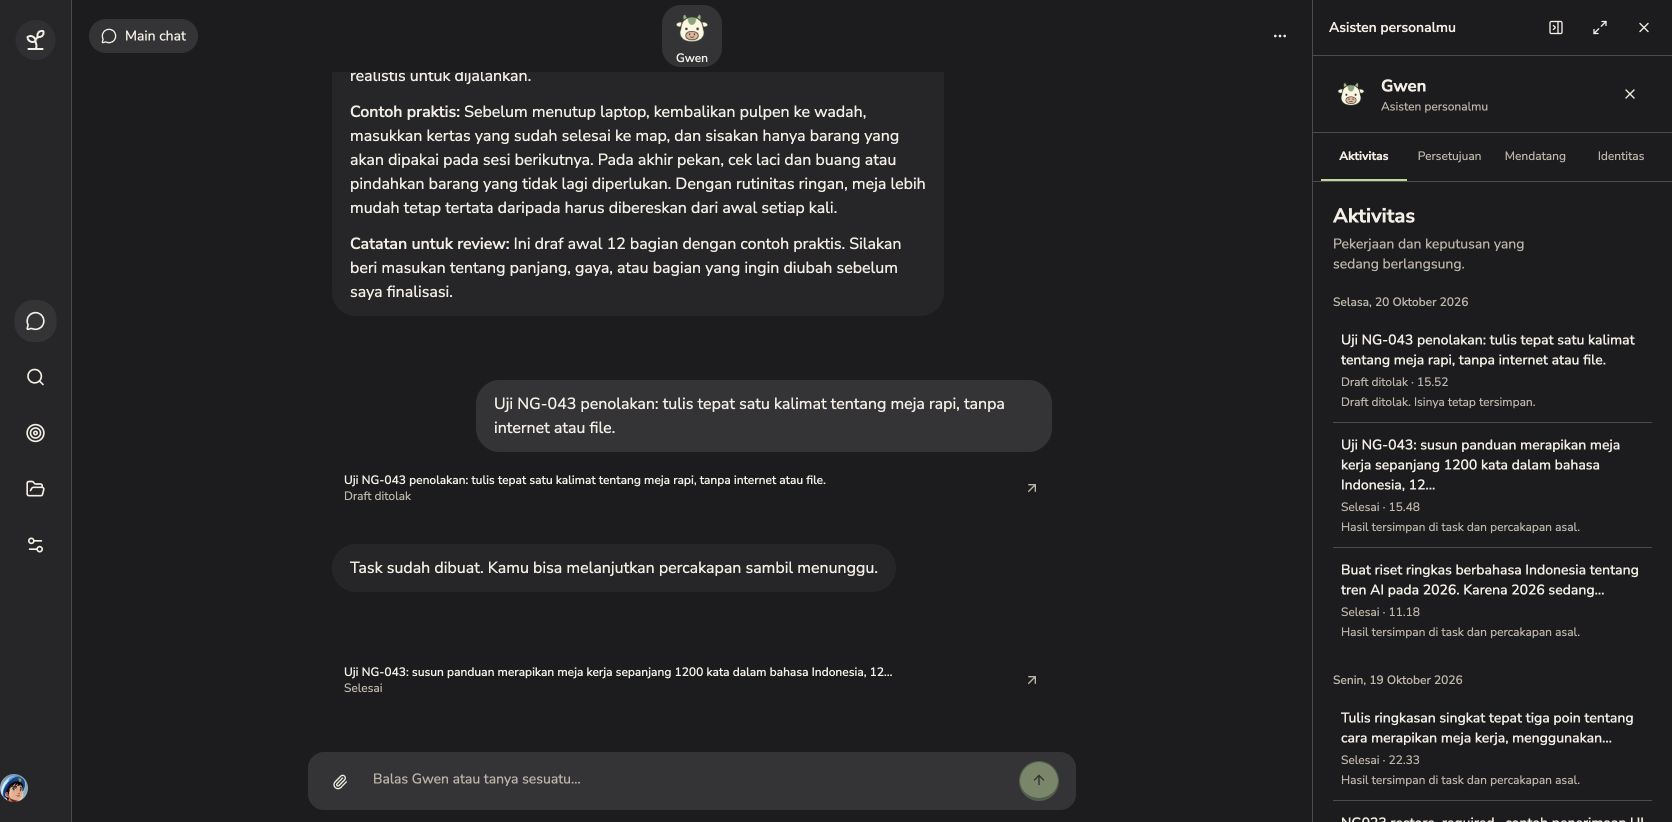 Main chat
Gwen
realistis untuk dijalankan.
Contoh praktis: Sebelum menutup laptop, kembalikan pulpen ke wadah,
masukkan kertas yang sudah selesai ke map, dan sisakan hanya barang yang
akan dipakai pada sesi berikutnya. Pada akhir pekan, cek laci dan buang atau
pindahkan barang yang tidak lagi diperlukan. Dengan rutinitas ringan, meja lebih
mudah tetap tertata daripada harus dibereskan dari awal setiap kali.
Catatan untuk review: Ini draf awal 12 bagian dengan contoh praktis. Silakan
beri masukan tentang panjang, gaya, atau bagian yang ingin diubah sebelum
saya finalisasi.
Uji NG-043 penolakan: tulis tepat satu kalimat tentang meja rapi, tanpa
internet atau file.
Uji NG-043 penolakan: tulis tepat satu kalimat tentang meja rapi, tanpa internet atau file.
Draft ditolak
Task sudah dibuat. Kamu bisa melanjutkan percakapan sambil menunggu.
Uji NG-043: susun panduan merapikan meja kerja sepanjang 1200 kata dalam bahasa Indonesia, 12...
Selesai
Balas Gwen atau tanya sesuatu...
Asisten personalmu
Gwen
Asisten personalmu
Aktivitas
Persetujuan
Mendatang
Identitas
Aktivitas
Pekerjaan dan keputusan yang
sedang berlangsung.
Selasa, 20 Oktober 2026
Uji NG-043 penolakan: tulis tepat satu kalimat
tentang meja rapi, tanpa internet atau file.
Draft ditolak · 15.52
Draft ditolak. Isinya tetap tersimpan.
Uji NG-043: susun panduan merapikan meja
kerja sepanjang 1200 kata dalam bahasa
Indonesia, 12...
Selesai · 15.48
Hasil tersimpan di task dan percakapan asal.
Buat riset ringkas berbahasa Indonesia tentang
tren AI pada 2026. Karena 2026 sedang...
Selesai · 11.18
Hasil tersimpan di task dan percakapan asal.
Senin, 19 Oktober 2026
Tulis ringkasan singkat tepat tiga poin tentang
cara merapikan meja kerja, menggunakan...
Selesai · 22.33
Hasil tersimpan di task dan percakapan asal.